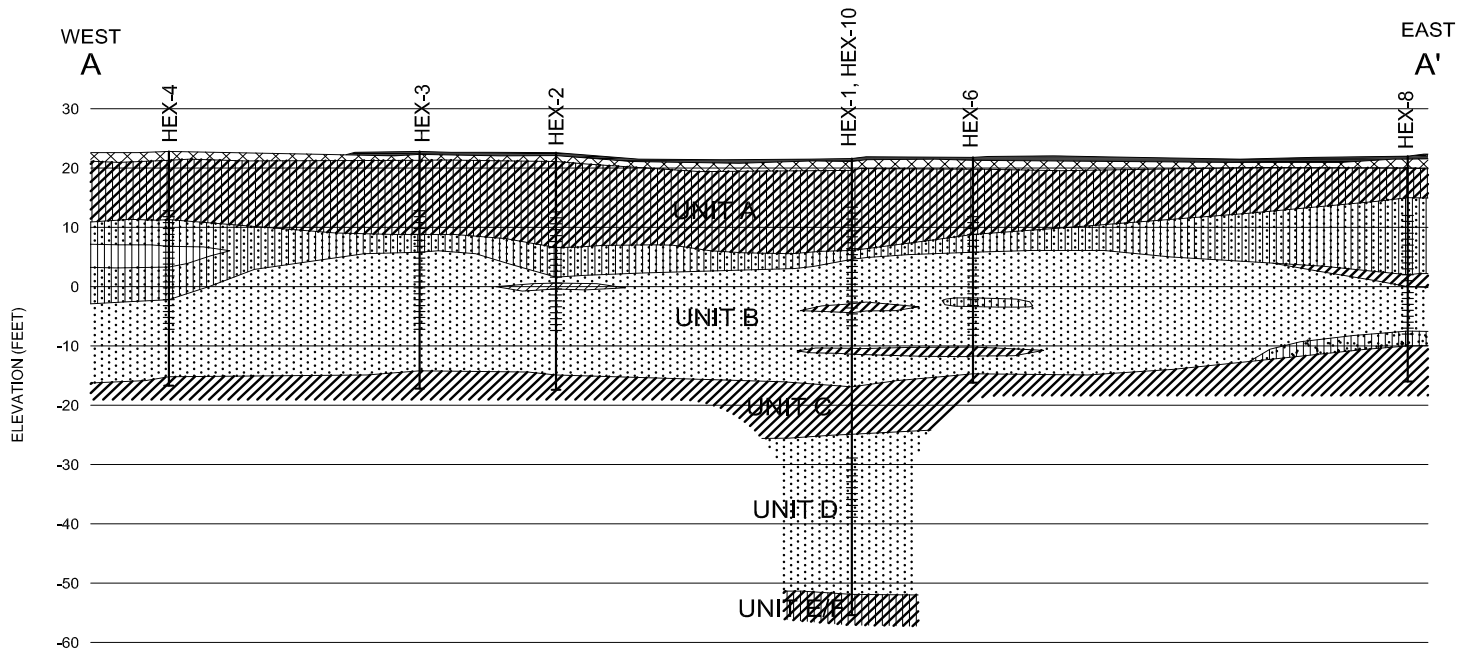 WEST
EAST
A
A'
HEX-4
HEX-3
HEX-2
HEX-1, HEX-10
HEX-6
HEX-8
30
20
10
0
-10
-20
-30
-40
-50
-60
ELEVATION (FEET)
UNIT A
UNIT B
UNIT C
UNIT D
UNIT E/F